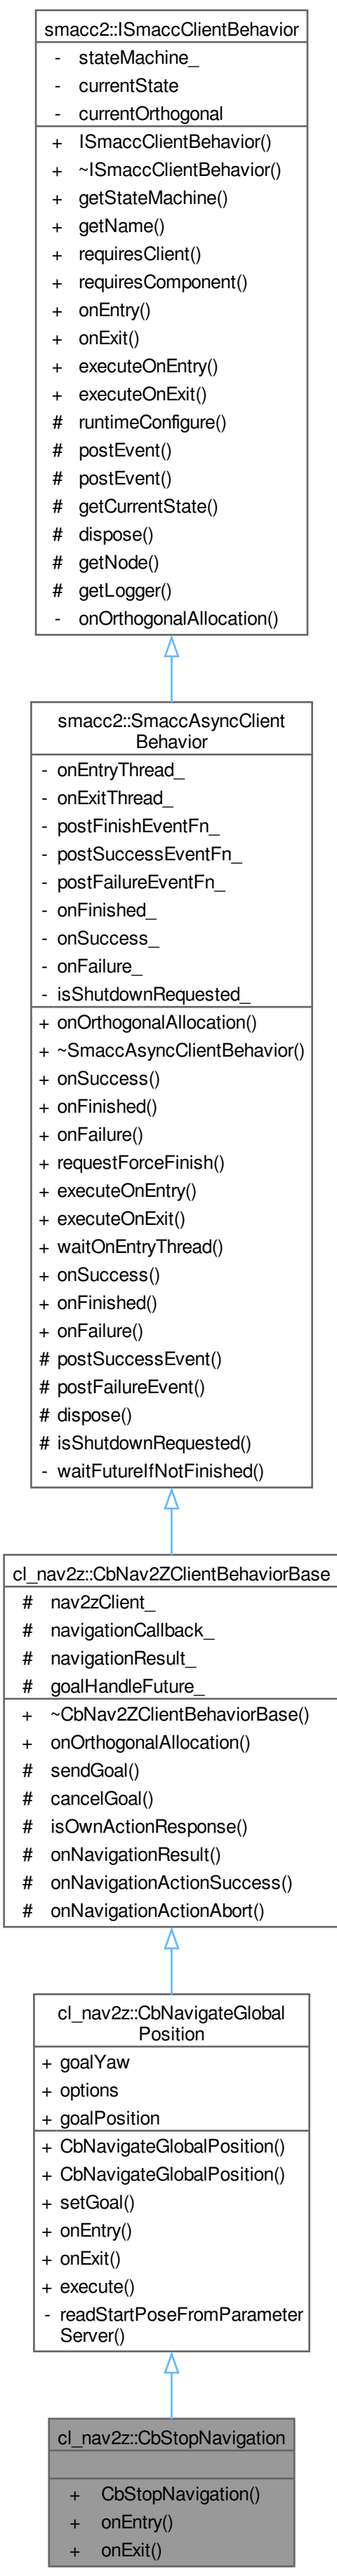 smacc2::ISmaccClientBehavior
- stateMachine_
- currentState
- currentOrthogonal
+ ISmaccClientBehavior()
+ ~ISmaccClientBehavior()
+ getStateMachine()
+ getName()
+ requiresClient()
+ requiresComponent()
+ onEntry()
+ onExit()
+ executeOnEntry()
+ executeOnExit()
# runtimeConfigure()
# postEvent()
# postEvent()
# getCurrentState()
# dispose()
# getNode()
# getLogger()
- onOrthogonalAllocation()
smacc2::SmaccAsyncClient
Behavior
- onEntryThread_
- onExitThread_
- postFinishEventFn_
- postSuccessEventFn_
- postFailureEventFn_
- onFinished_
- onSuccess_
- onFailure_
- isShutdownRequested_
+ onOrthogonalAllocation()
+ ~SmaccAsyncClientBehavior()
+ onSuccess()
+ onFinished()
+ onFailure()
+ requestForceFinish()
+ executeOnEntry()
+ executeOnExit()
+ waitOnEntryThread()
+ onSuccess()
+ onFinished()
+ onFailure()
# postSuccessEvent()
# postFailureEvent()
# dispose()
# isShutdownRequested()
- waitFutureIfNotFinished()
cl_nav2z::CbNav2ZClientBehaviorBase
# nav2zClient_
# navigationCallback_
# navigationResult_
# goalHandleFuture_
+ ~CbNav2ZClientBehaviorBase()
+ onOrthogonalAllocation()
# sendGoal()
# cancelGoal()
# isOwnActionResponse()
# onNavigationResult()
# onNavigationActionSuccess()
# onNavigationActionAbort()
cl_nav2z::CbNavigateGlobal
Position
+ goalYaw
+ options
+ goalPosition
+ CbNavigateGlobalPosition()
+ CbNavigateGlobalPosition()
+ setGoal()
+ onEntry()
+ onExit()
+ execute()
- readStartPoseFromParameter
Server()
cl_nav2z::CbStopNavigation
+ CbStopNavigation()
+ onEntry()
+ onExit()